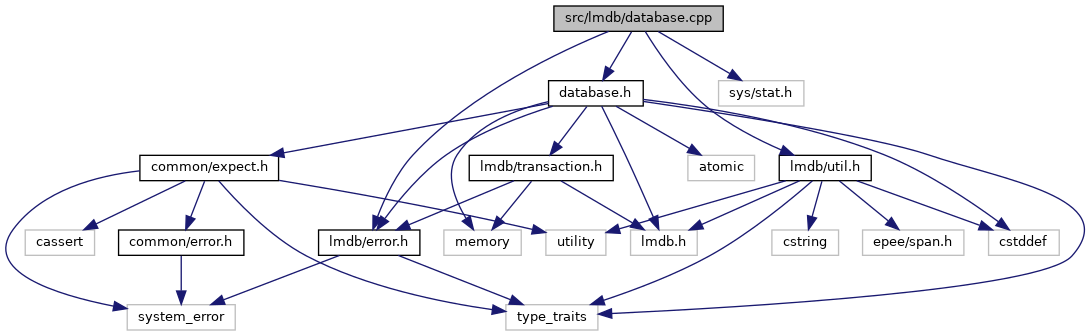 src/lmdb/database.cpp
database.h
sys/stat.h
common/expect.h
lmdb/transaction.h
atomic
lmdb/util.h
cassert
common/error.h
lmdb/error.h
memory
utility
lmdb.h
cstring
epee/span.h
cstddef
system_error
type_traits